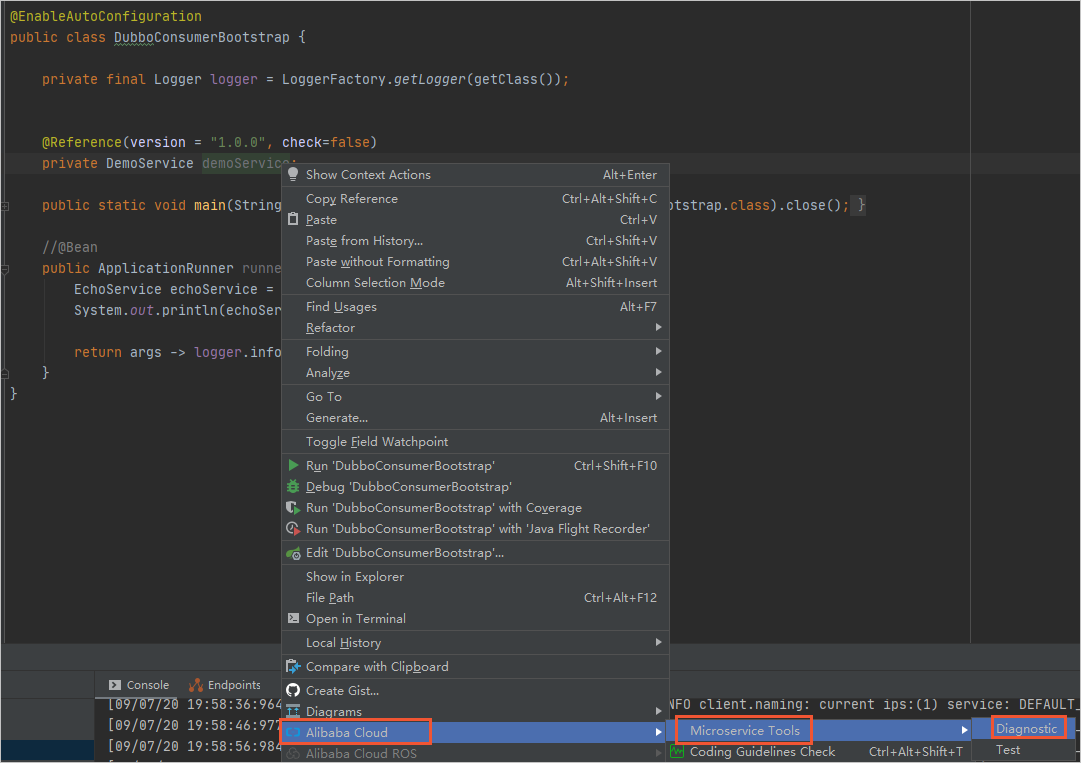 @EnableAutoConfiguration
public class DubboConsumerBootstrap {
private final Logger logger = LoggerFactory.getLogger(getClass());
@Reference(version = "1.0.0", check=false)
private DemoService demoService;
Show Context Actions Alt+Enter
Copy Reference Ctrl+Alt+Shift+C
public static void main(String otstrap.class).close(); }
Paste Ctrl+V
Paste from History... Ctrl+Shift+V
//@Bean
Paste without Formatting Ctrl+Alt+Shift+V
public ApplicationRunner runne
Column Selection Mode Alt+Shift+Insert
EchoService echoService =
Find Usages Alt+F7
System.out.println(echoSer
Refactor
return args -> logger.info
Folding
}
Analyze
}
Go To
Generate... Alt+Insert
Toggle Field Watchpoint
Run 'DubboConsumerBootstrap' Ctrl+Shift+F10
Debug 'DubboConsumerBootstrap'
Run 'DubboConsumerBootstrap' with Coverage
Run 'DubboConsumerBootstrap' with 'Java Flight Recorder'
Edit 'DubboConsumerBootstrap'...
Show in Explorer
File Path Ctrl+Alt+F12
Open in Terminal
Local History
Compare with Clipboard
Console Endpoints
Create Gist...
[09/07/20 19:58:36:964 NFO client.naming: current ips:(1) service: DEFAULT_
Diagrams
[09/07/20 19:58:46:977
Alibaba Cloud Microservice Tools Diagnostic
[09/07/20 19:58:56:984
Alibaba Cloud ROS Coding Guidelines Check Ctrl+Alt+Shift+T Test